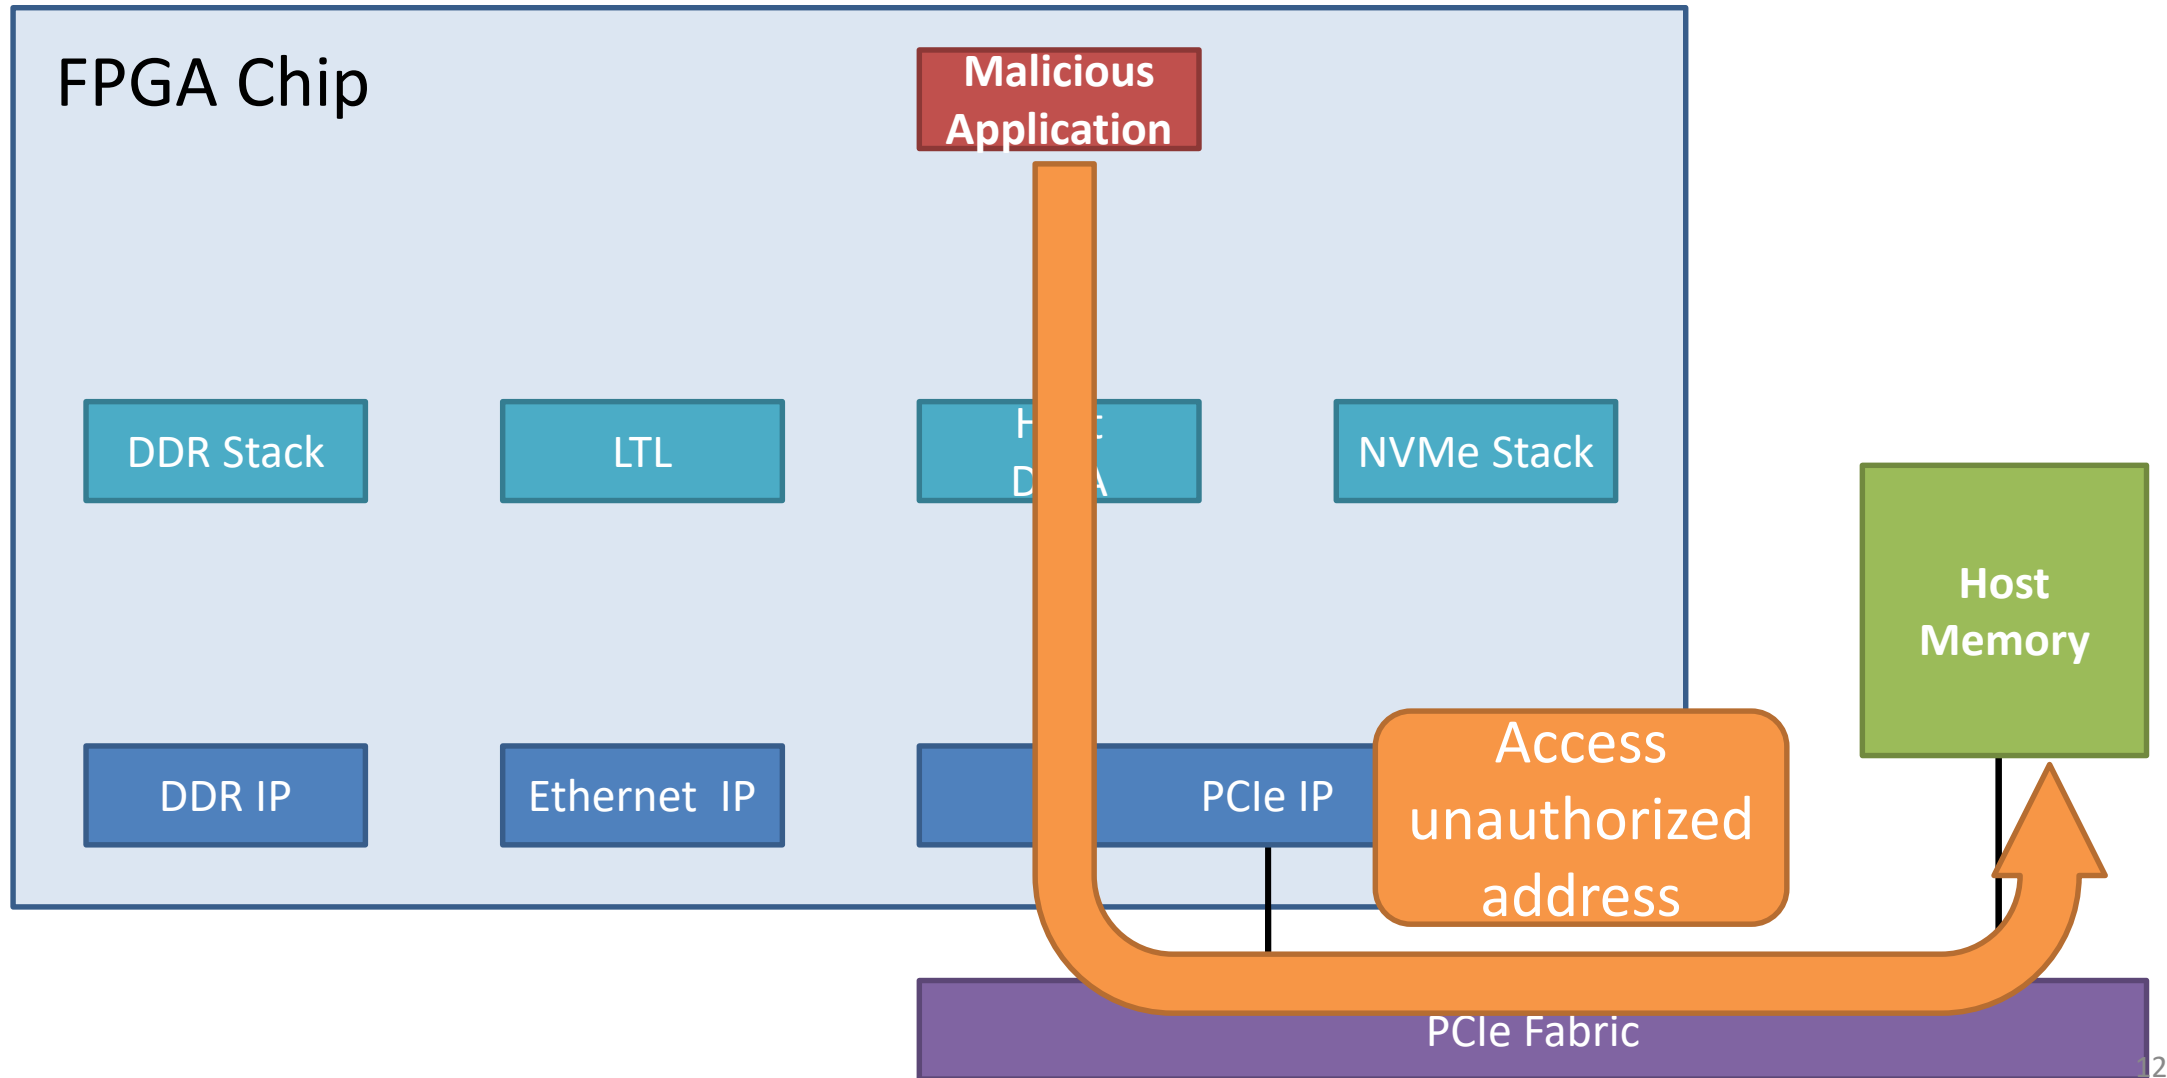 FPGA Chip
Malicious
Application
DDR Stack
LTL
NVMe Stack
Host
Memory
DDR IP
Ethernet IP
PCIe IP
Access
unauthorized
address
PCIe Fabric
12